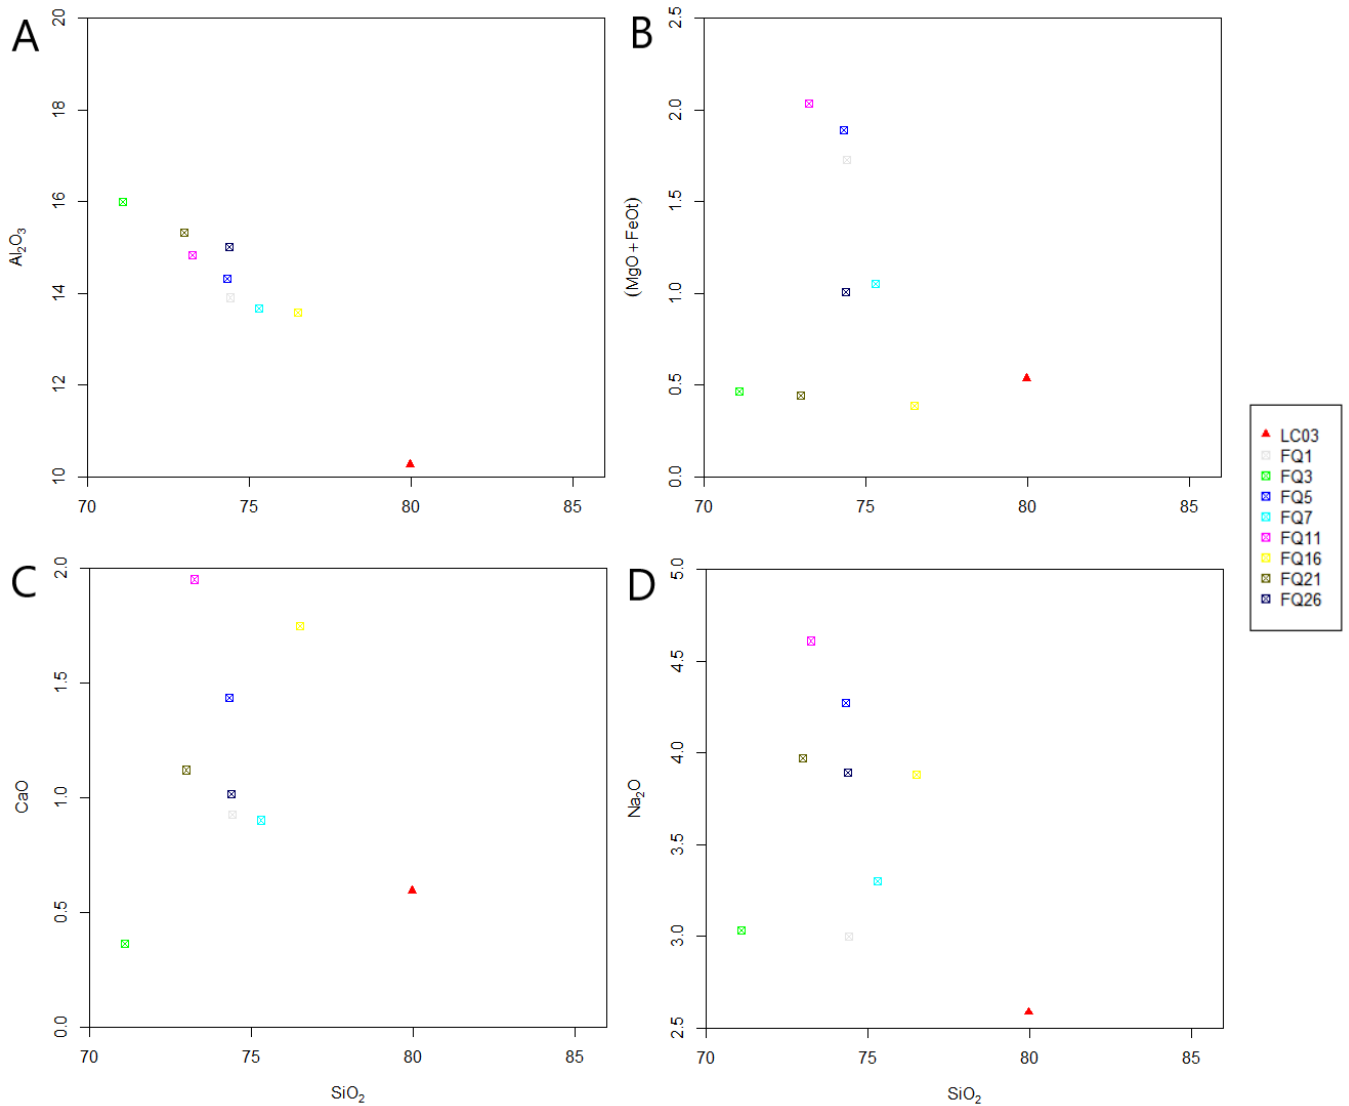 A
20
18
16
14
12
10
Al₂O₃
70 75 80 85
B
2.5
2.0
1.5
1.0
0.5
0.0
(MgO + FeOt)
70 75 80 85
C
2.0
1.5
1.0
0.5
0.0
CaO
70 75 80 85
SiO₂
D
5.0
4.5
4.0
3.5
3.0
2.5
Na₂O
70 75 80 85
SiO₂
LC03
FQ1
FQ3
FQ5
FQ7
FQ11
FQ16
FQ21
FQ26